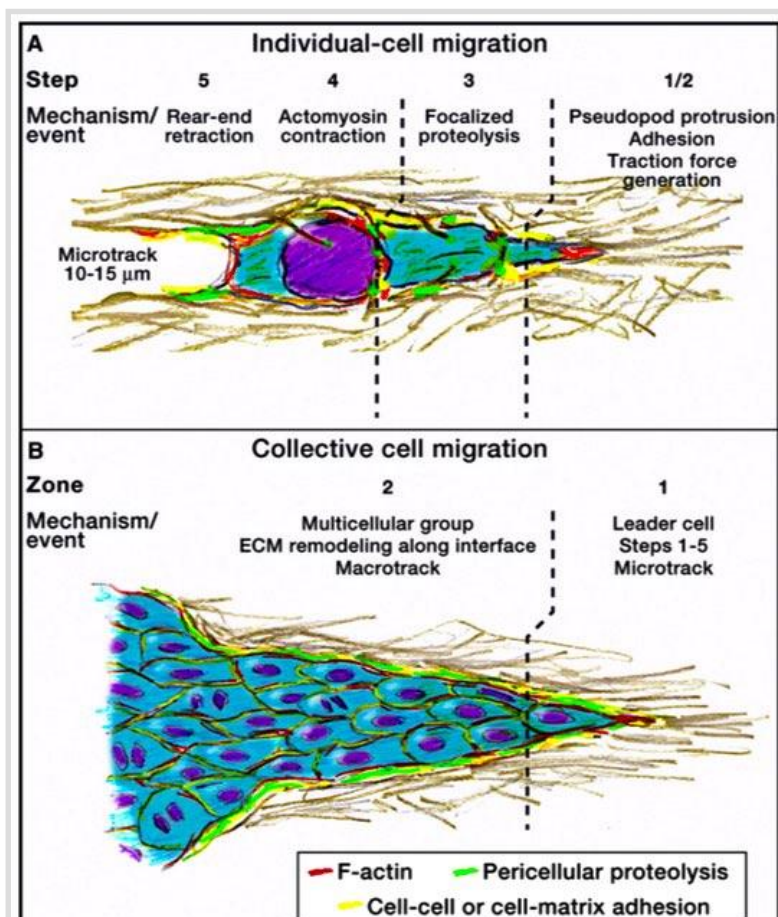 A Individual-cell migration
Step 5 4 3 1/2
Mechanism/ event
Rear-end retraction
Actomyosin contraction
Focalized proteolysis
Pseudopod protrusion
Adhesion
Traction force generation
Microtrack
10-15 μm
B Collective cell migration
Zone 2 1
Mechanism/ event
Multicellular group
ECM remodeling along interface
Macrotrack
Leader cell
Steps 1-5
Microtrack
F-actin Pericellular proteolysis
Cell-cell or cell-matrix adhesion